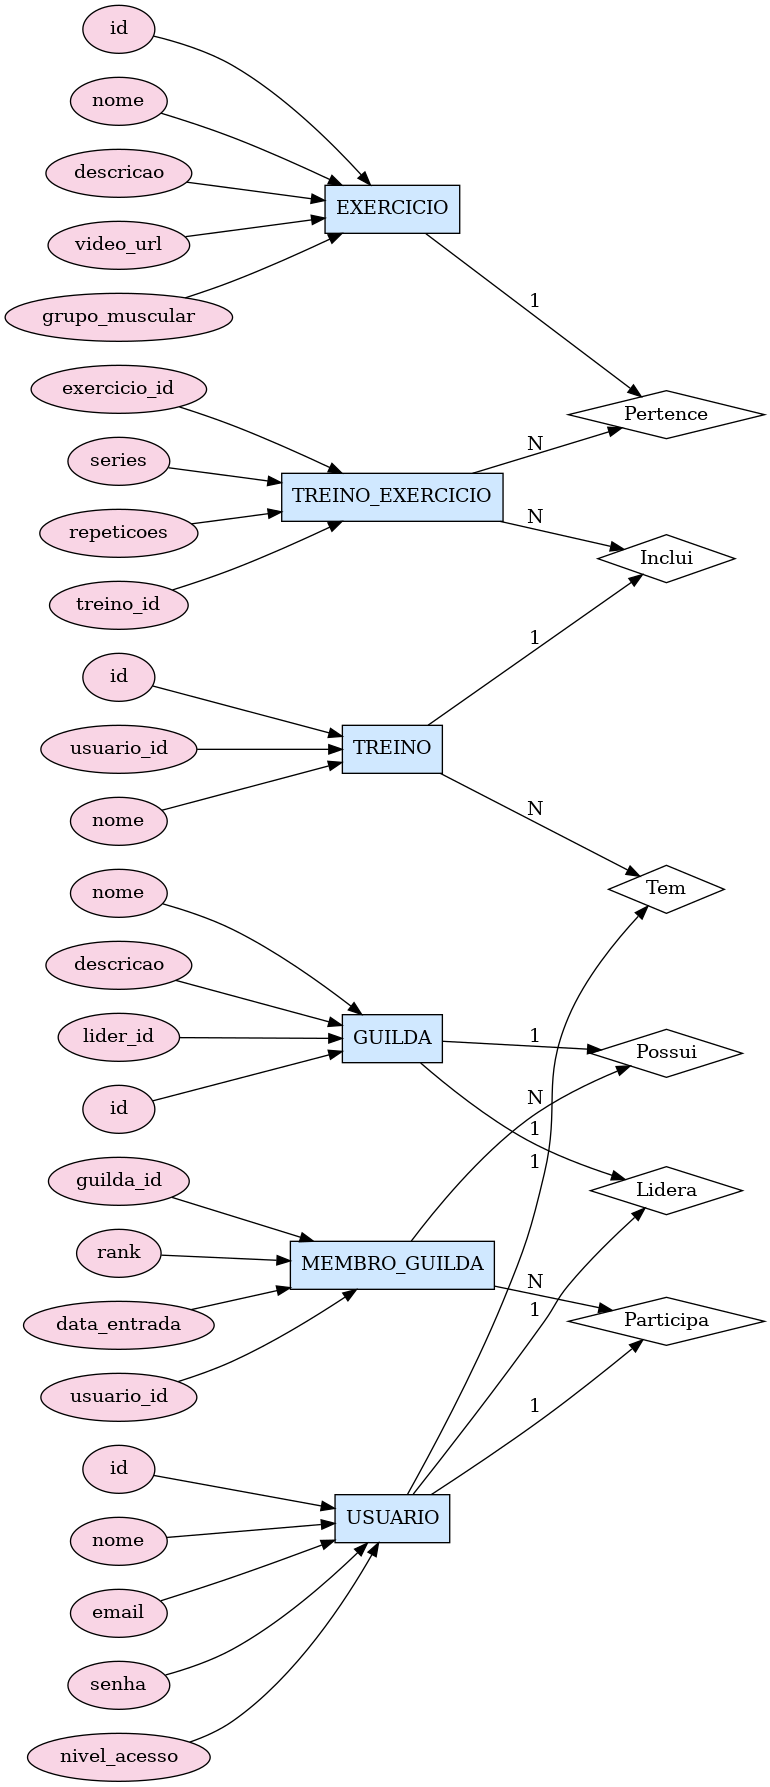 id
nome
descricao
video_url
grupo_muscular
EXERCICIO
1
Pertence
exercicio_id
series
repeticoes
treino_id
TREINO_EXERCICIO
N
N
Inclui
id
usuario_id
nome
TREINO
1
N
Tem
nome
descricao
lider_id
id
GUILDA
1
Possui
N
1
1
Lidera
guilda_id
rank
data_entrada
usuario_id
MEMBRO_GUILDA
N
1
Participa
1
id
nome
email
senha
nivel_acesso
USUARIO